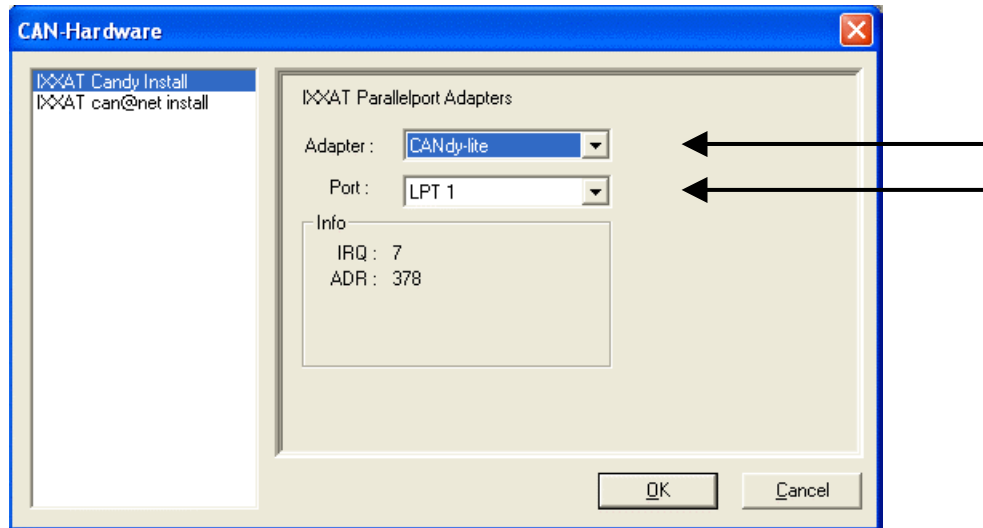 CAN-Hardware
IXXAT Candy Install
IXXAT can@net install
IXXAT Parallelport Adapters
Adapter : CANdy-lite
Port : LPT 1
Info
IRQ : 7
ADR : 378
OK Cancel